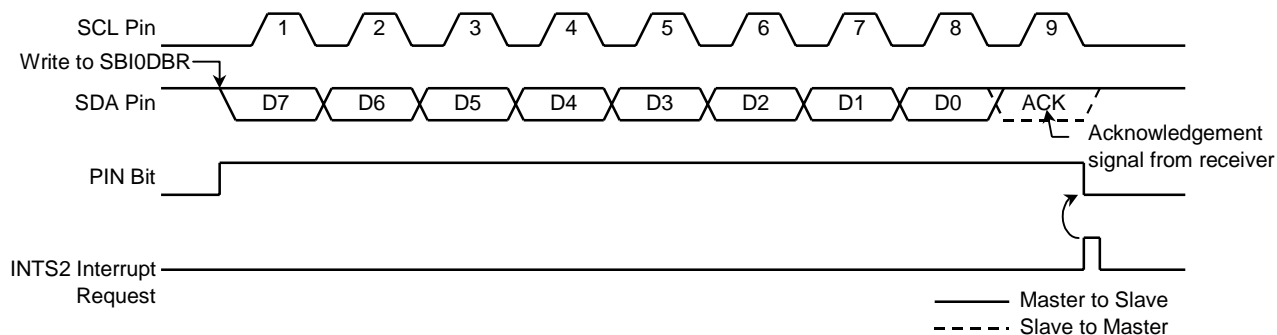 SCL Pin
1 2 3 4 5 6 7 8 9
Write to SBI0DBR
SDA Pin
D7 D6 D5 D4 D3 D2 D1 D0 ACK
Acknowledgement
signal from receiver
PIN Bit
INTS2 Interrupt
Request
Master to Slave
Slave to Master